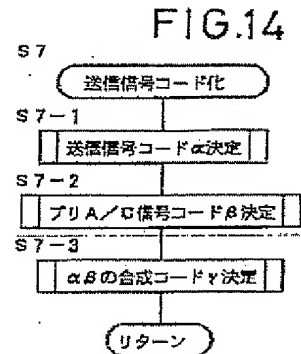 FIG.14
S7
送信信号コード化
S7-1
送信信号コードα決定
S7-2
プリA/C信号コードβ決定
S7-3
αβの合成コードγ決定
リターン